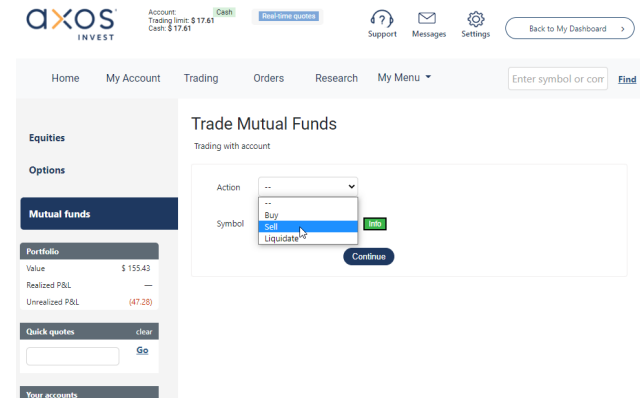 axos
INVEST
Account: Cash
Trading limit: $ 17.61
Cash: $ 17.61
Real-time quotes
Support
Messages
Settings
Back to My Dashboard
Home
My Account
Trading
Orders
Research
My Menu
Enter symbol or com
Find
Equities
Options
Mutual funds
Portfolio
Value $ 155.43
Realized P&L —
Unrealized P&L (47.28)
Quick quotes clear
Go
Your accounts
Trade Mutual Funds
Trading with account
Action --
--
Buy
Sell
Liquidate
Symbol
Info
Continue